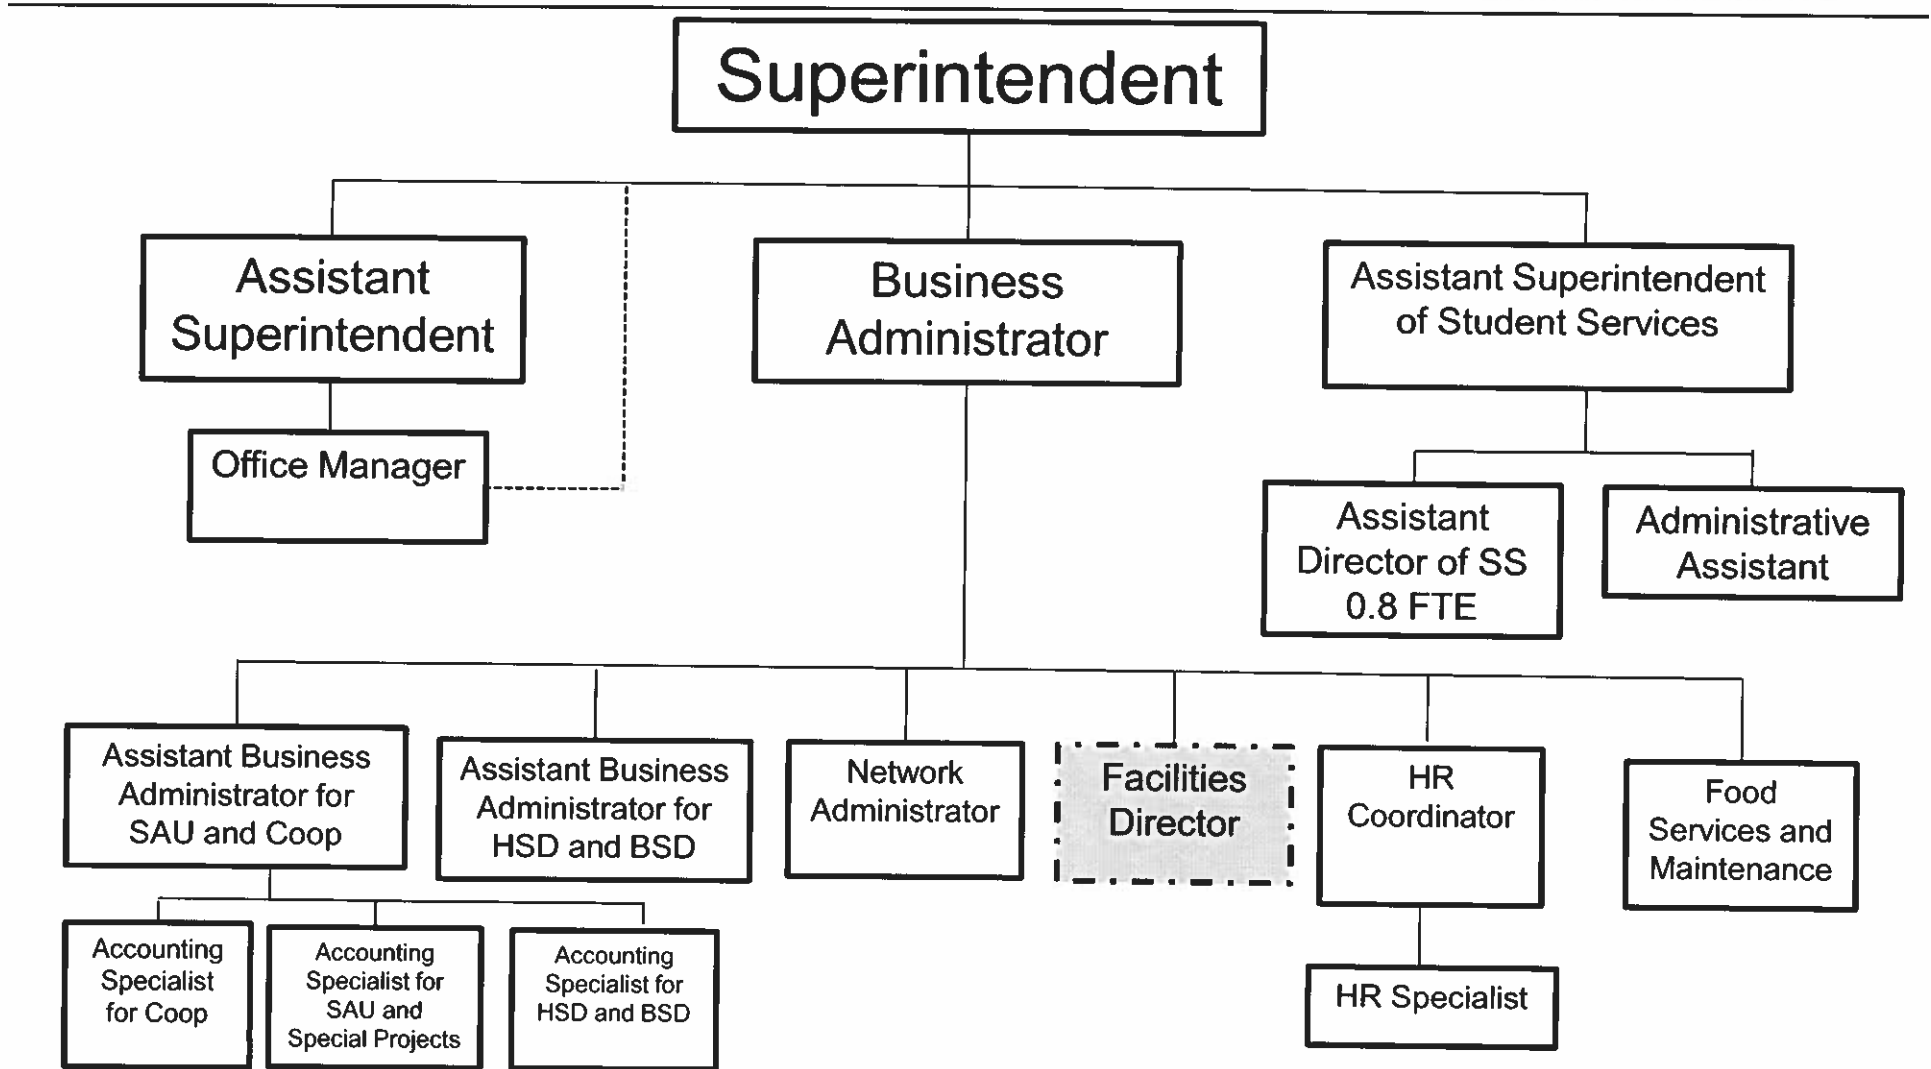 Superintendent
Assistant
Superintendent
Business
Administrator
Assistant Superintendent
of Student Services
Office Manager
Assistant
Director of SS
0.8 FTE
Administrative
Assistant
Assistant Business
Administrator for
SAU and Coop
Assistant Business
Administrator for
HSD and BSD
Network
Administrator
Facilities
Director
HR
Coordinator
Food
Services and
Maintenance
Accounting
Specialist
for Coop
Accounting
Specialist for
SAU and
Special Projects
Accounting
Specialist for
HSD and BSD
HR Specialist